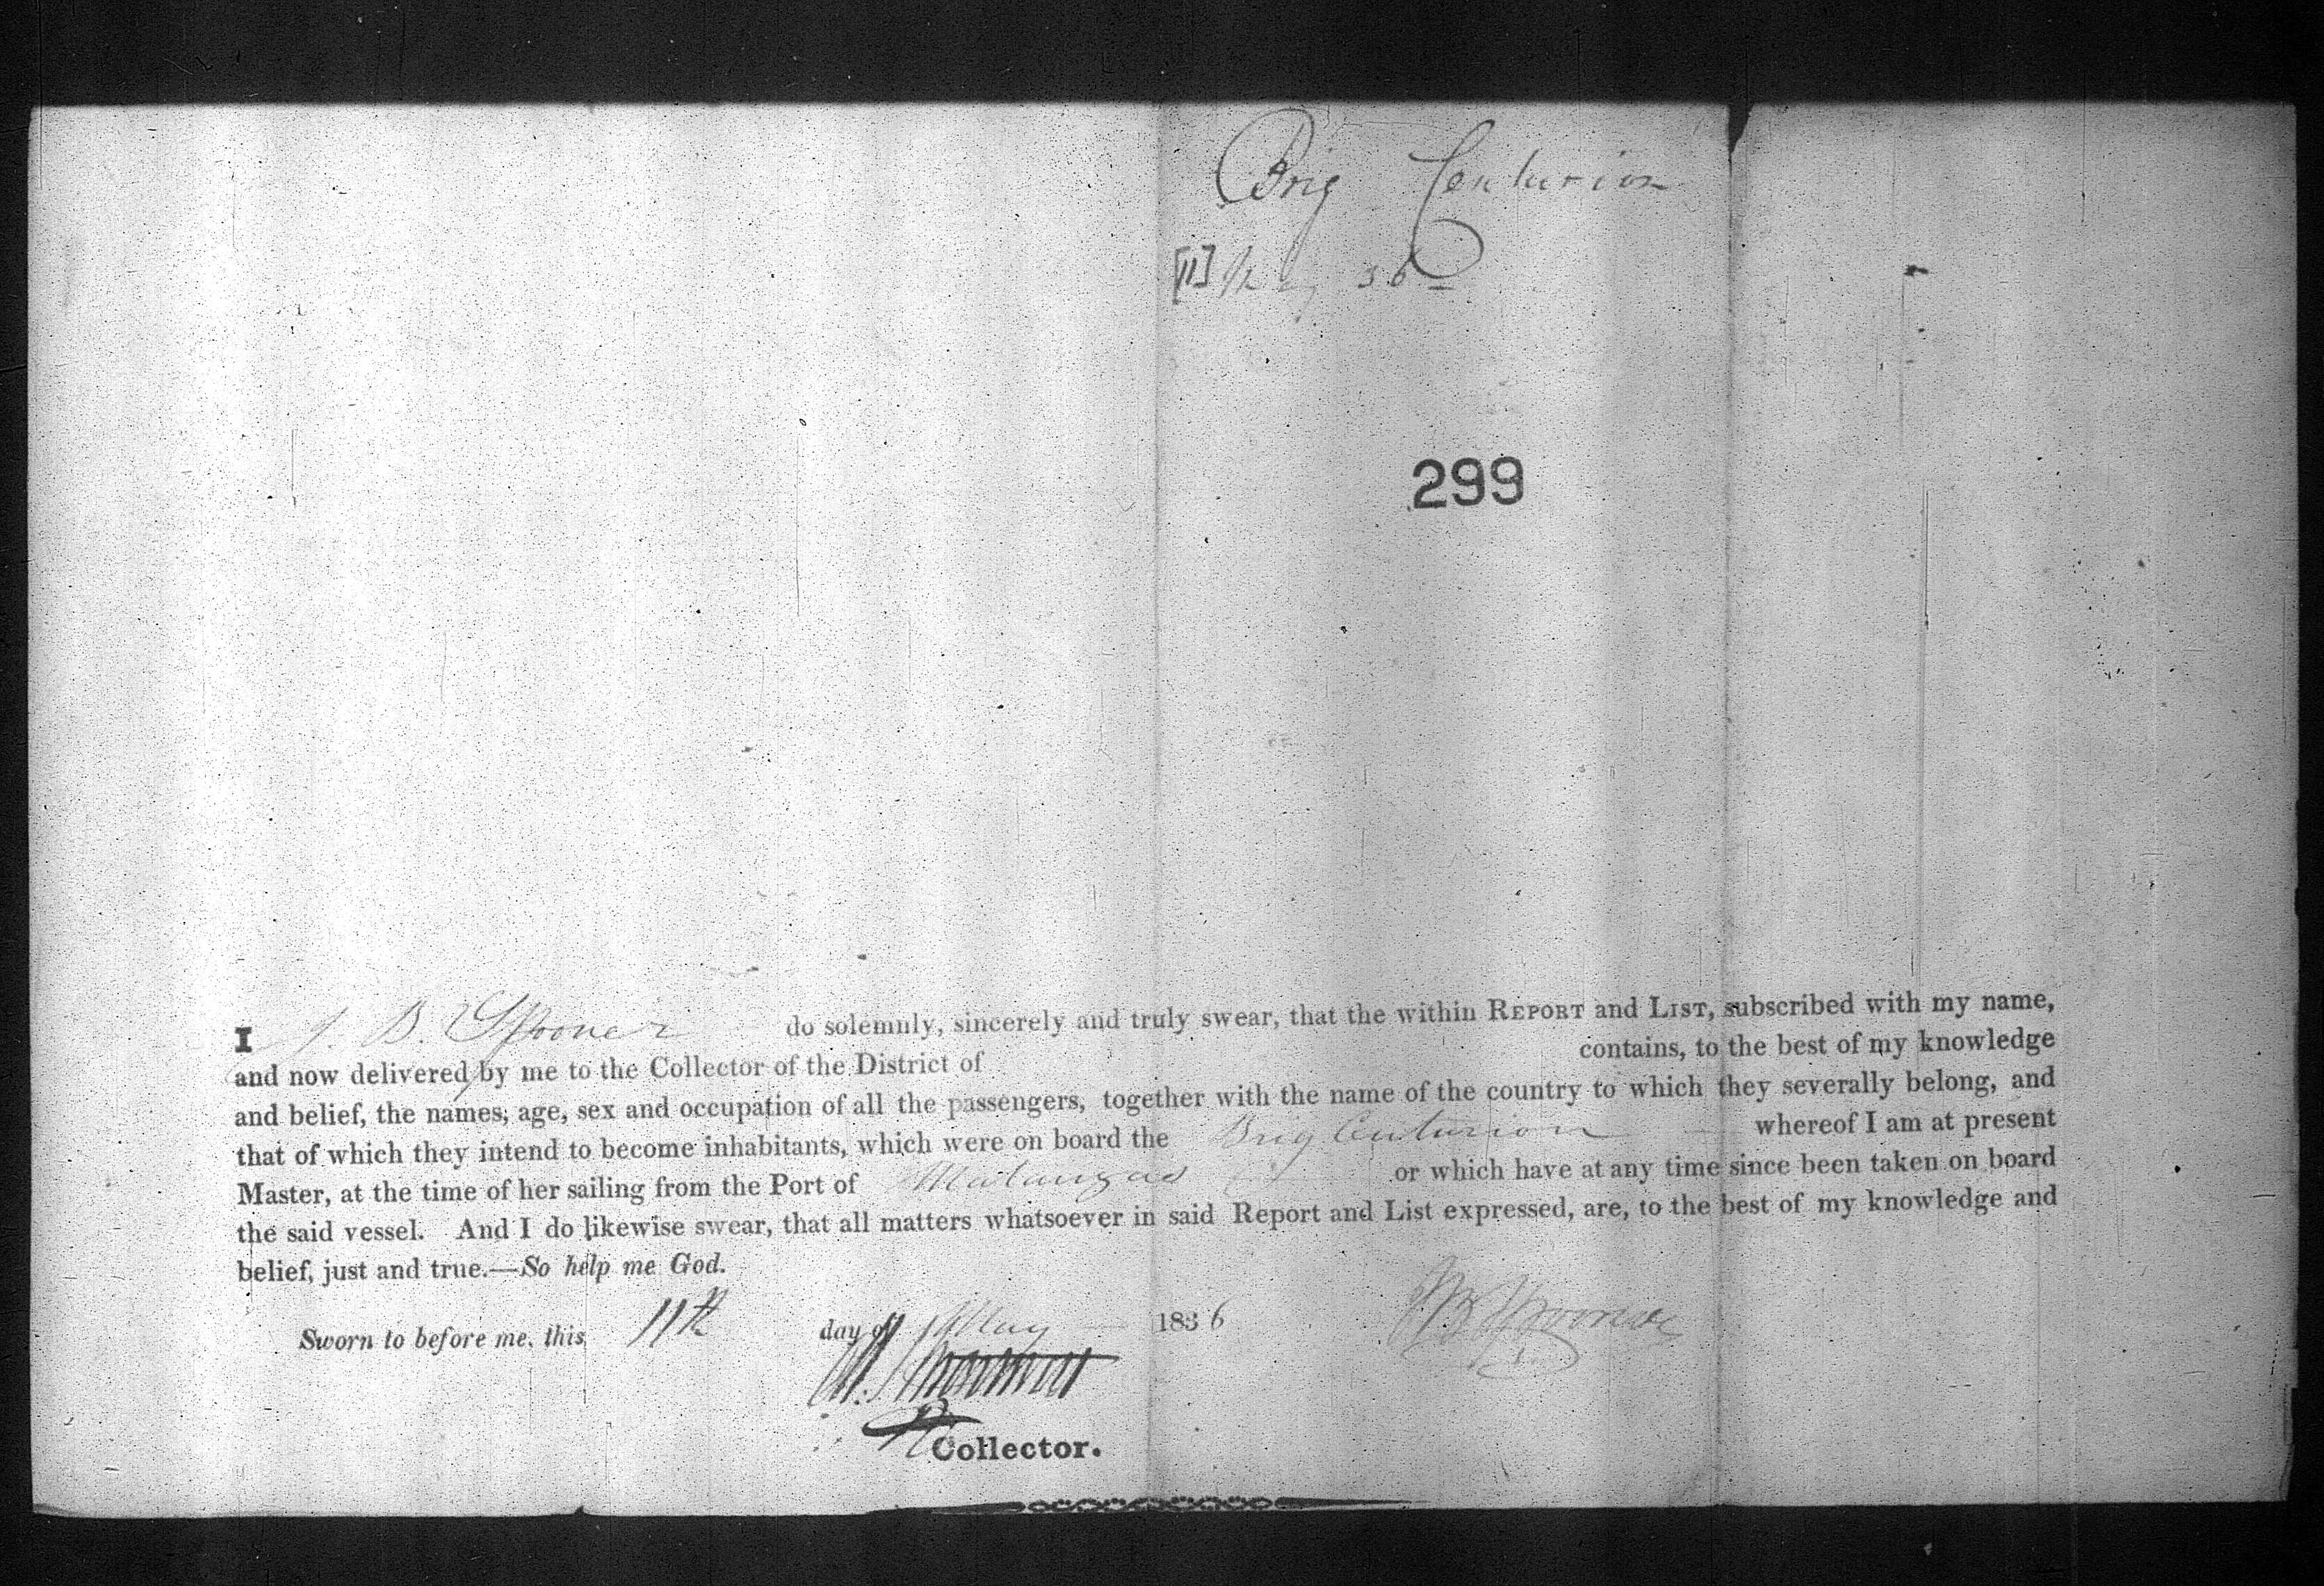 Brig Centurion
[11] May 36
299
I J. B. Spooner do solemnly, sincerely and truly swear, that the within REPORT and LIST, subscribed with my name,
and now delivered by me to the Collector of the District of contains, to the best of my knowledge
and belief, the names, age, sex and occupation of all the passengers, together with the name of the country to which they severally belong, and
that of which they intend to become inhabitants, which were on board the Brig Centurion whereof I am at present
Master, at the time of her sailing from the Port of Matanzas or which have at any time since been taken on board
the said vessel. And I do likewise swear, that all matters whatsoever in said Report and List expressed, are, to the best of my knowledge and
belief, just and true.—So help me God.
Sworn to before me, this 11th day of May 1836 JB Spooner
Collector.